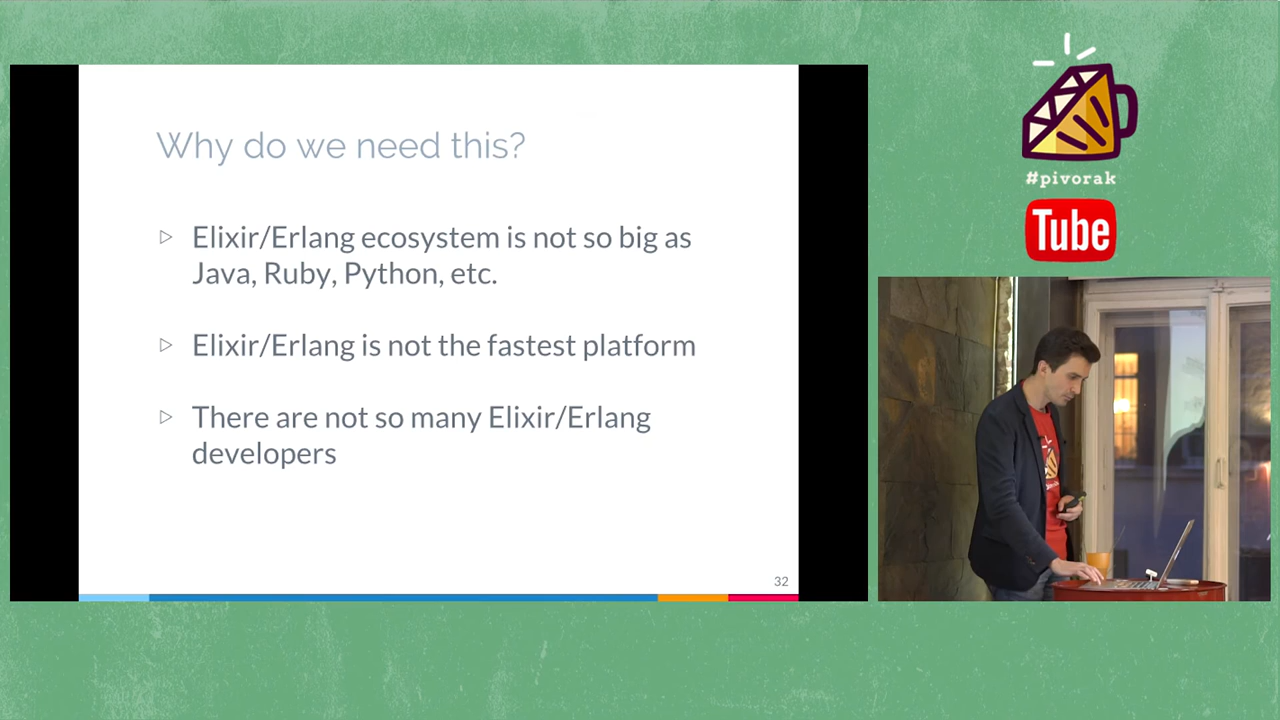 Why do we need this?
Elixir/Erlang ecosystem is not so big as
Java, Ruby, Python, etc.
Elixir/Erlang is not the fastest platform
There are not so many Elixir/Erlang
developers
32
#pivorak
Tube